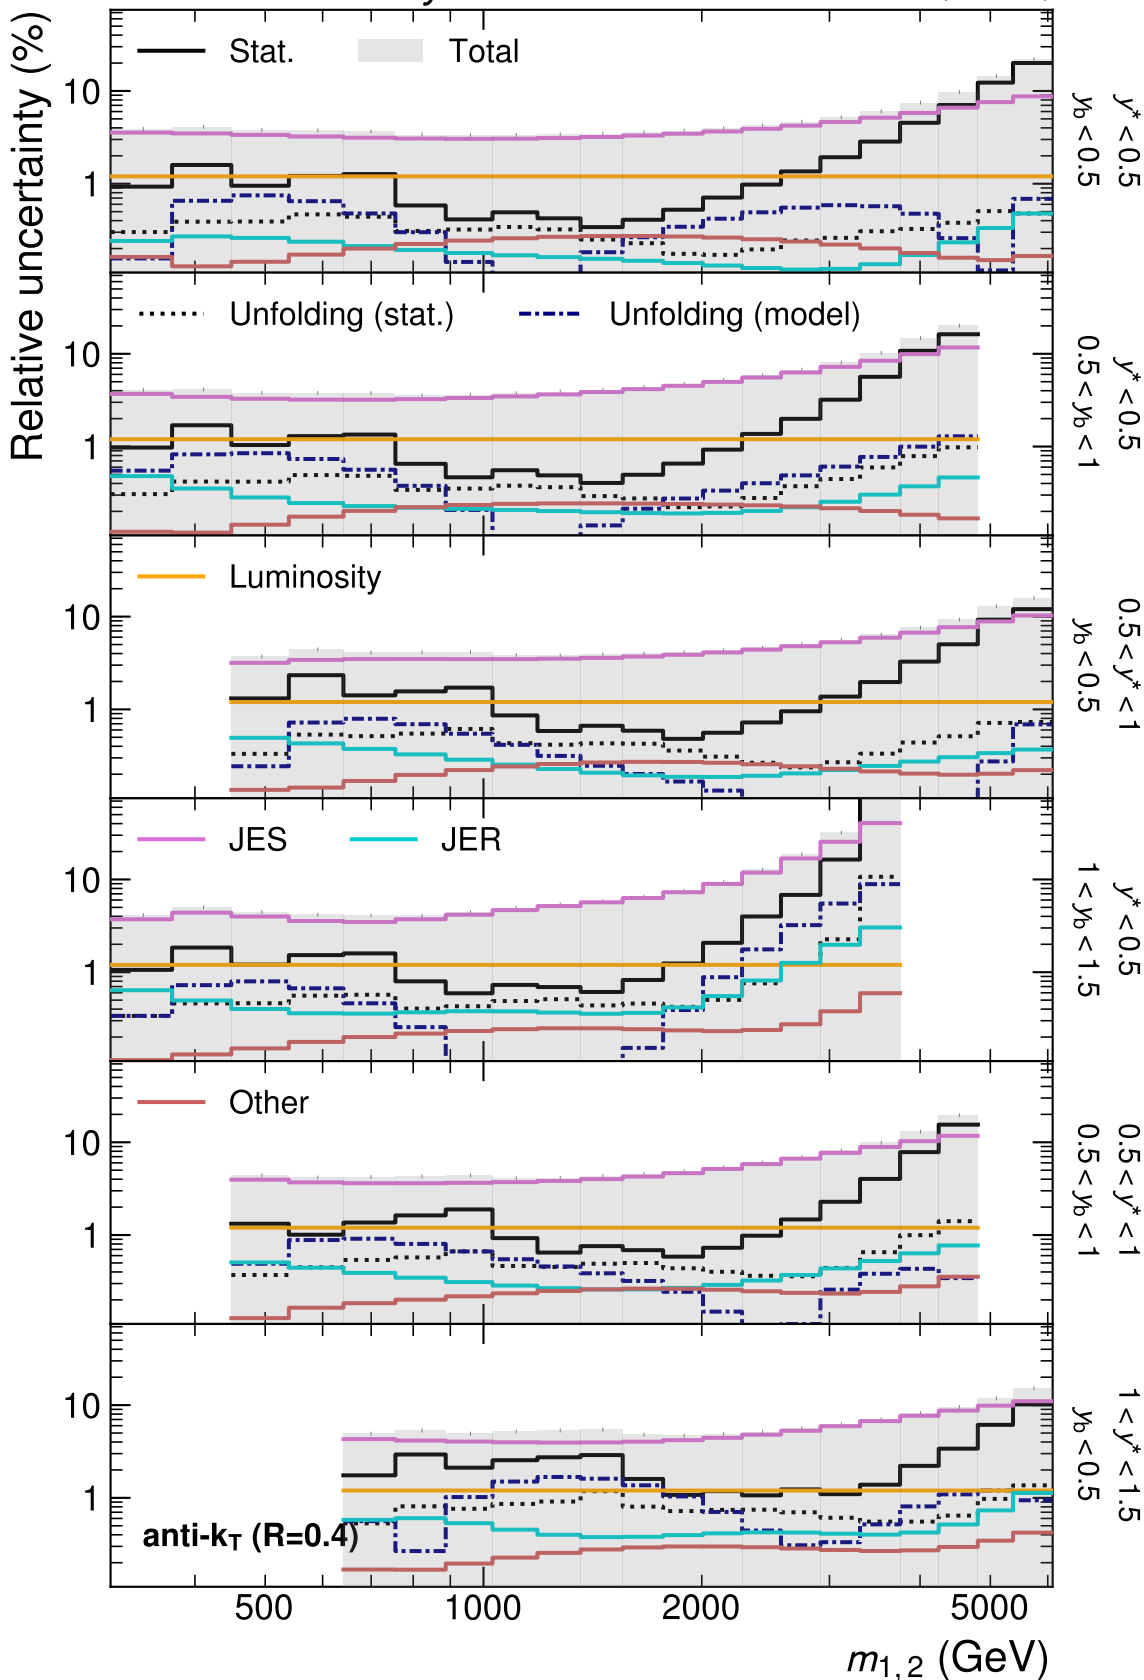 Relative uncertainty (%)
Stat.
Total
10
1
y* < 0.5
yb < 0.5
Unfolding (stat.)
Unfolding (model)
10
1
y* < 0.5
0.5 < yb < 1
Luminosity
10
1
0.5 < y* < 1
yb < 0.5
JES
JER
10
1
y* < 0.5
1 < yb < 1.5
Other
10
1
0.5 < y* < 1
0.5 < yb < 1
10
1
1 < y* < 1.5
yb < 0.5
anti-kT (R=0.4)
500 1000 2000 5000
m1,2 (GeV)